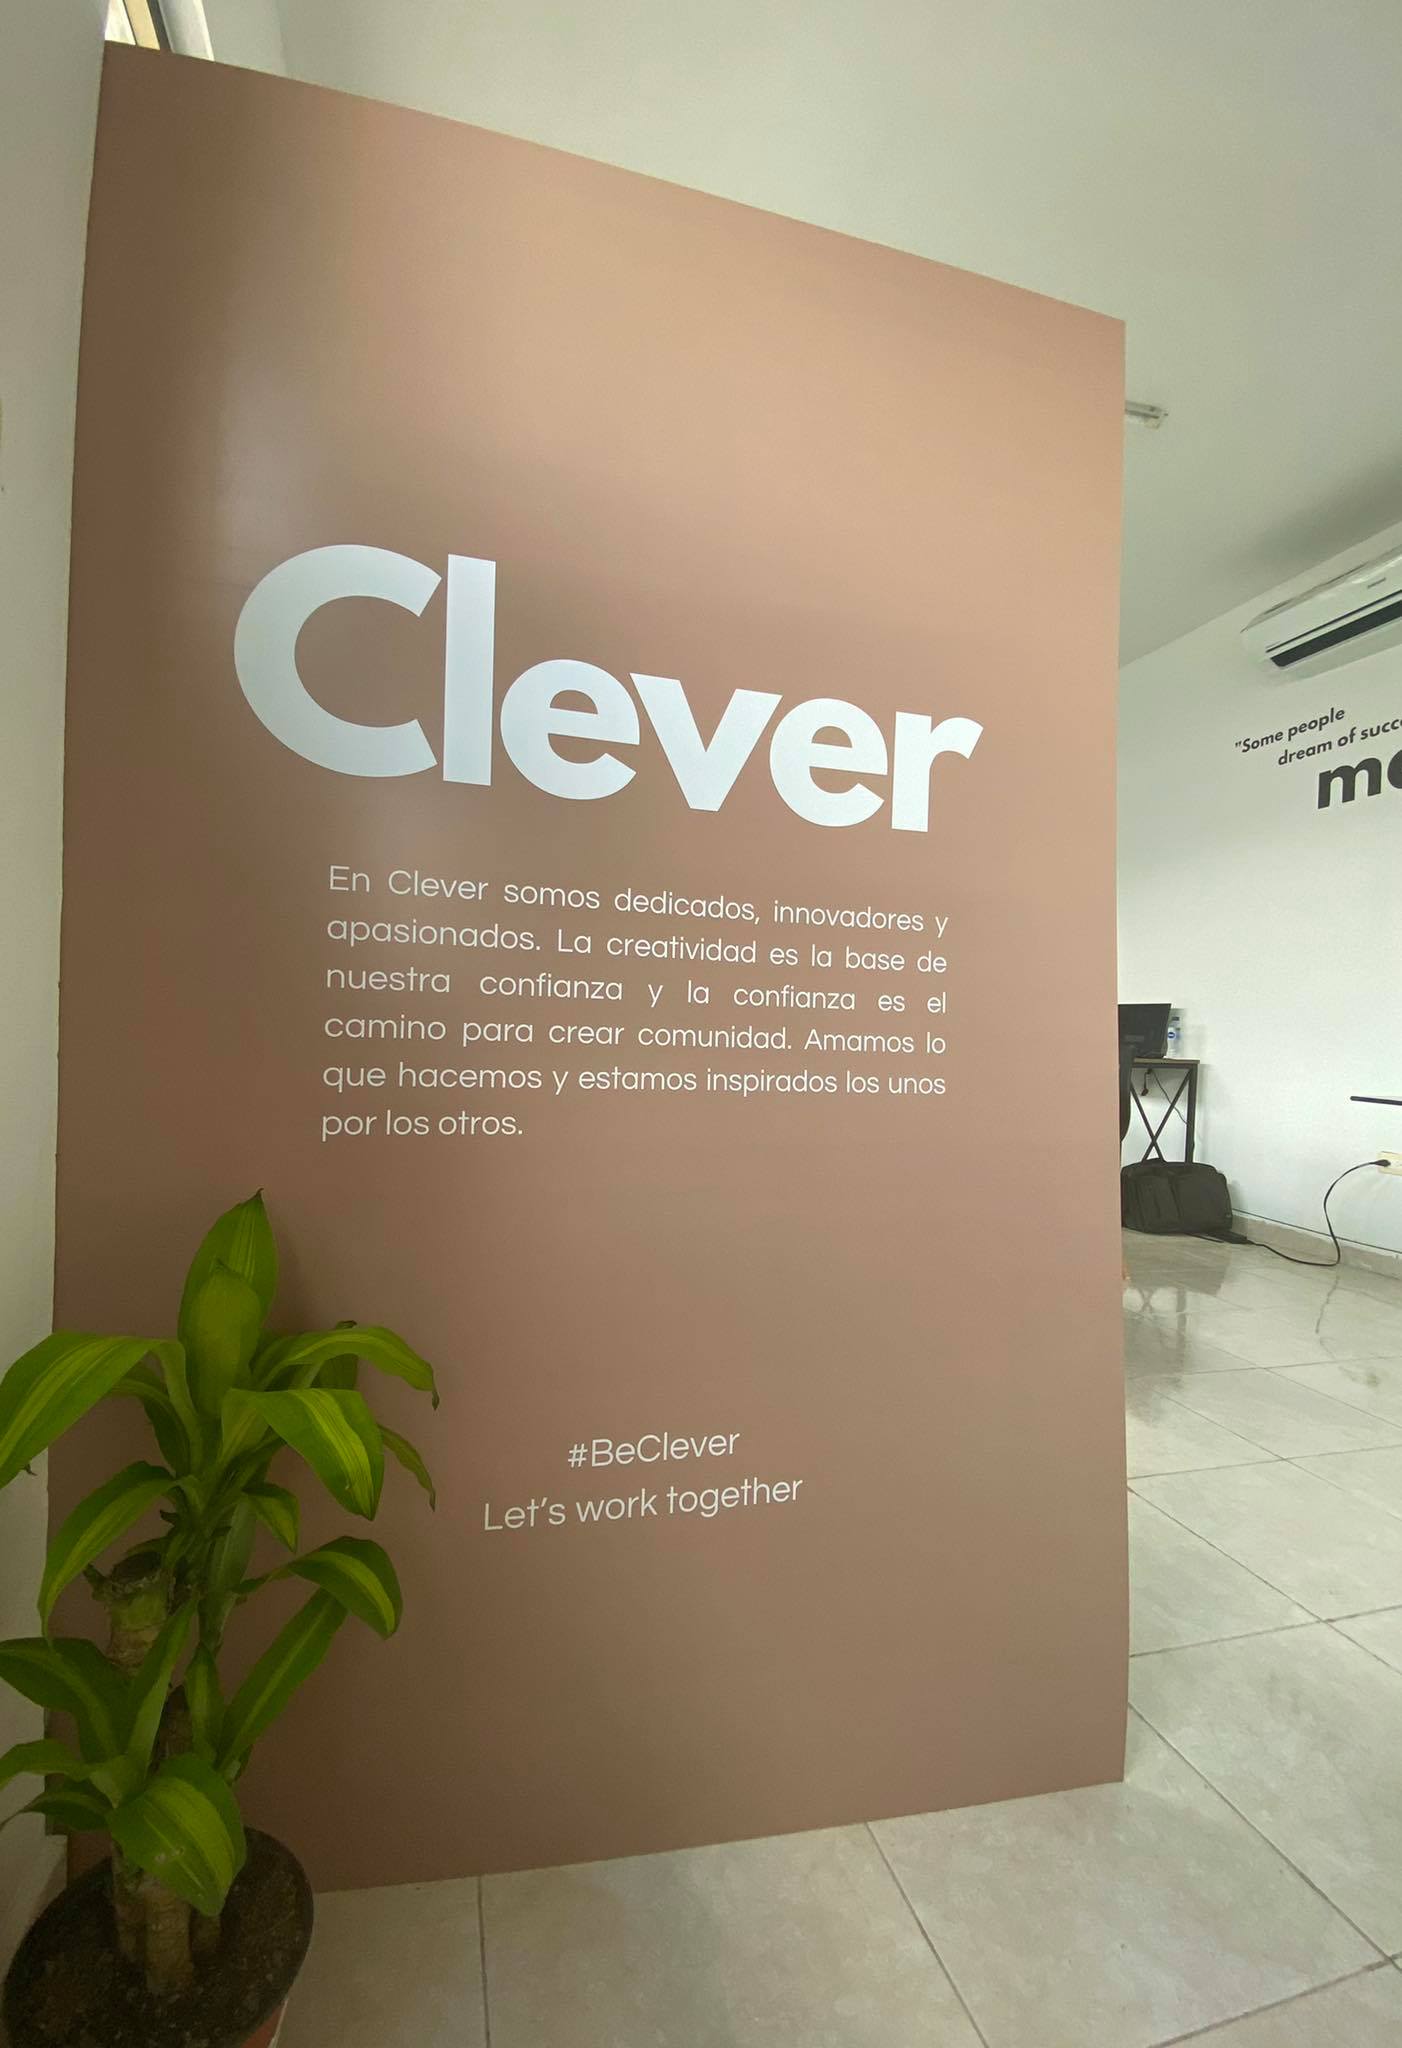 Clever
En Clever somos dedicados, innovadores y
apasionados. La creatividad es la base de
nuestra confianza y la confianza es el
camino para crear comunidad. Amamos lo
que hacemos y estamos inspirados los unos
por los otros.
#BeClever
Let's work together
"Some people
dream of succ